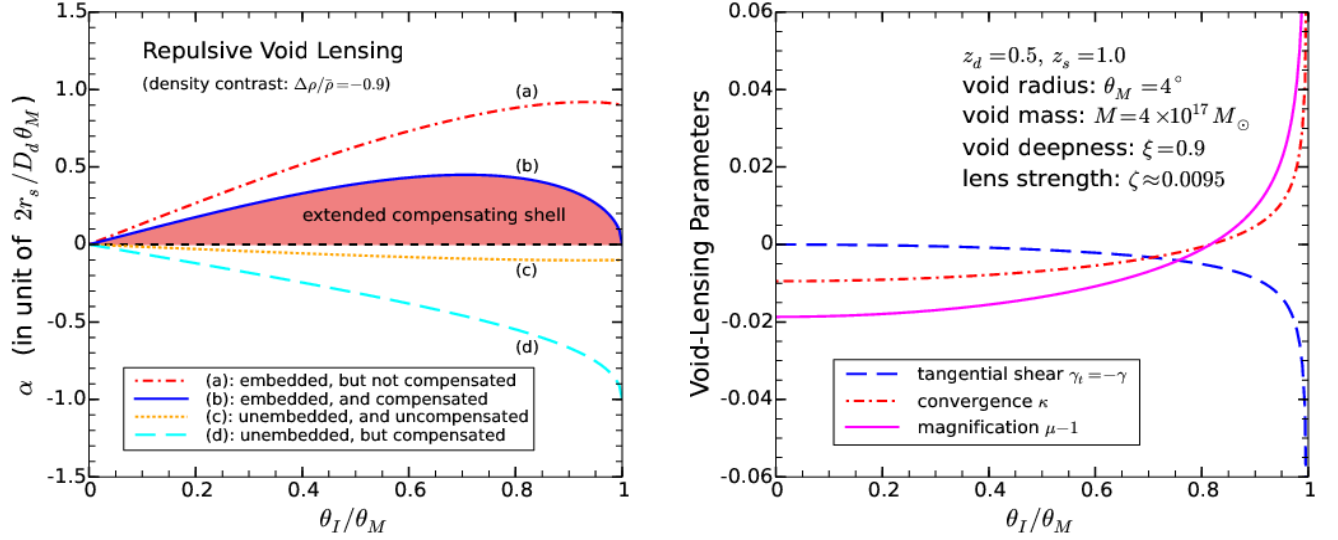 1.5
1.0
0.5
0
-0.5
-1.0
-1.5
α (in unit of 2r_s/D_d θ_M)
Repulsive Void Lensing
(density contrast: Δρ/ρ̄=−0.9)
(a)
(b)
extended compensating shell
(c)
(d)
(a): embedded, but not compensated
(b): embedded, and compensated
(c): unembedded, and uncompensated
(d): unembedded, but compensated
0 0.2 0.4 0.6 0.8 1
θ_I/θ_M
0.06
0.04
0.02
0
-0.02
-0.04
-0.06
Void-Lensing Parameters
z_d=0.5, z_s=1.0
void radius: θ_M=4°
void mass: M=4×10^17 M_⊙
void deepness: ξ=0.9
lens strength: ζ≈0.0095
tangential shear γ_t=−γ
convergence κ
magnification μ−1
0 0.2 0.4 0.6 0.8 1
θ_I/θ_M